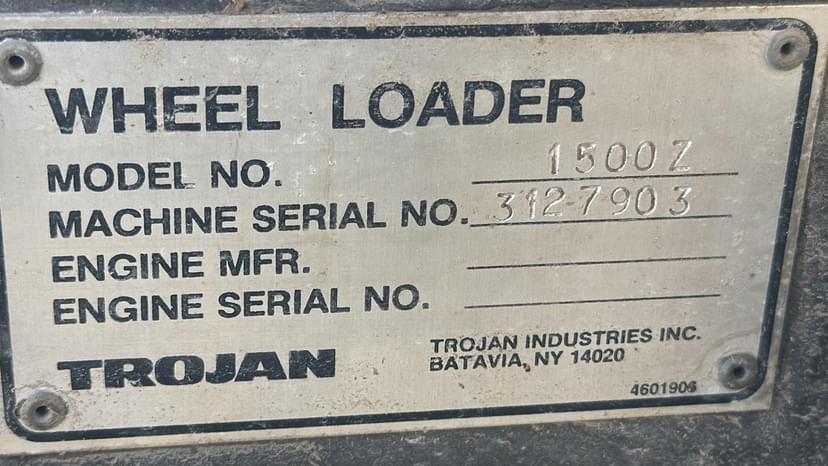 WHEEL LOADER
MODEL NO. 1500Z
MACHINE SERIAL NO. 312-7903
ENGINE MFR.
ENGINE SERIAL NO.
TROJAN
TROJAN INDUSTRIES INC.
BATAVIA, NY 14020
4601906